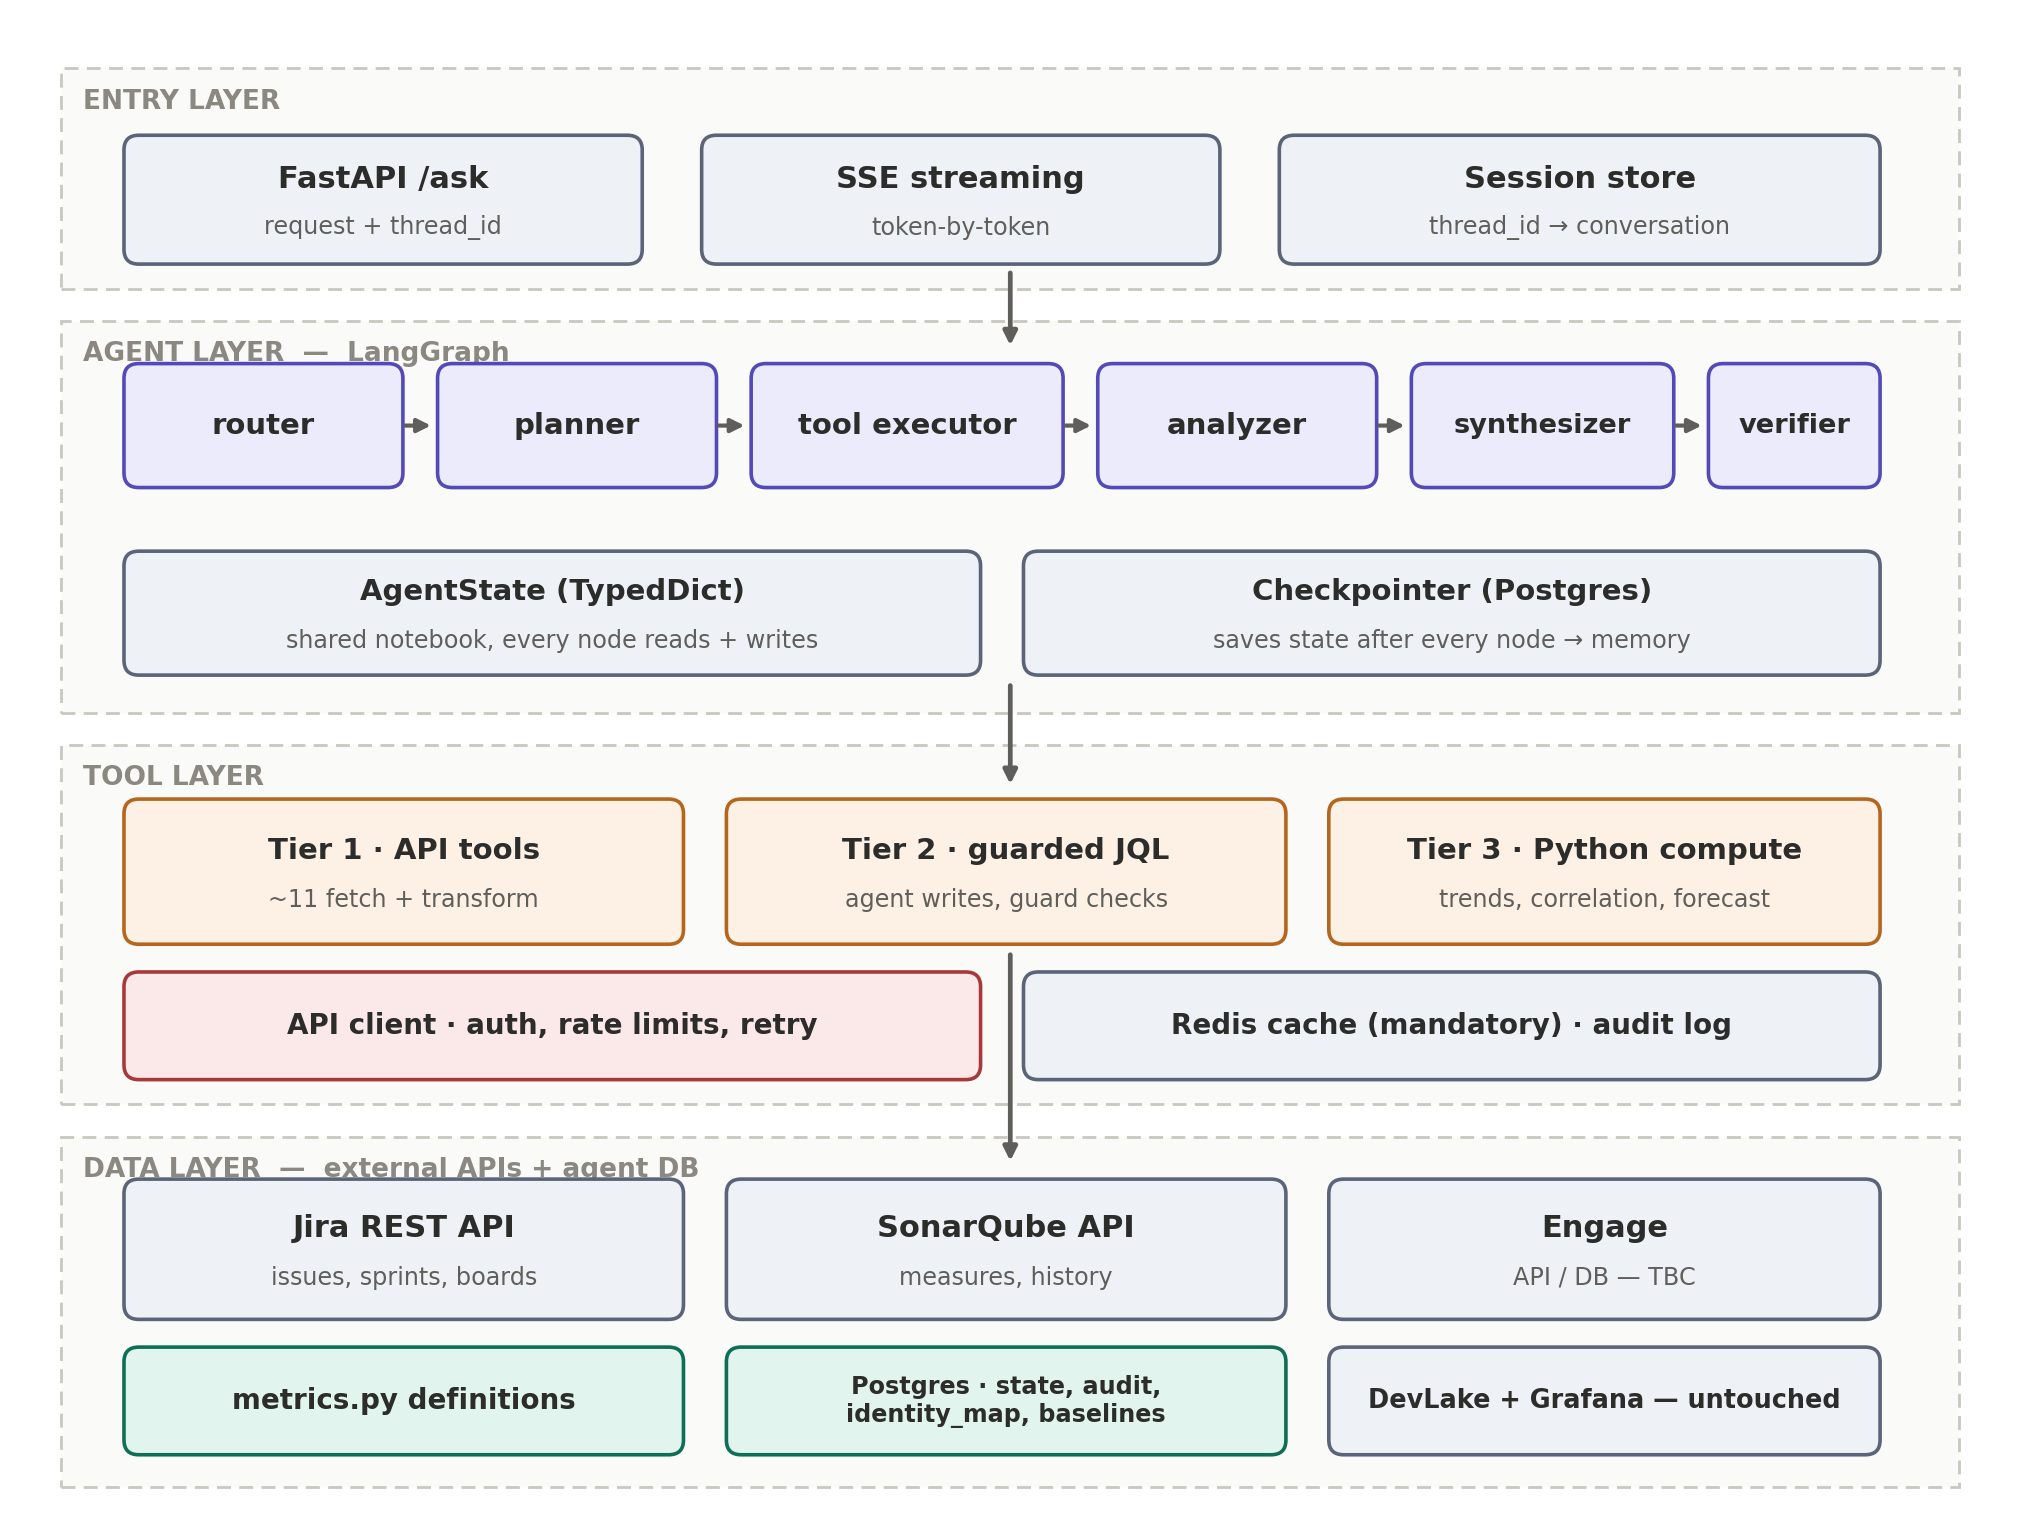 ENTRY LAYER
FastAPI /ask
request + thread_id
SSE streaming
token-by-token
Session store
thread_id → conversation
AGENT LAYER — LangGraph
router
planner
tool executor
analyzer
synthesizer
verifier
AgentState (TypedDict)
shared notebook, every node reads + writes
Checkpointer (Postgres)
saves state after every node → memory
TOOL LAYER
Tier 1 · API tools
~11 fetch + transform
Tier 2 · guarded JQL
agent writes, guard checks
Tier 3 · Python compute
trends, correlation, forecast
API client · auth, rate limits, retry
Redis cache (mandatory) · audit log
DATA LAYER — external APIs + agent DB
Jira REST API
issues, sprints, boards
SonarQube API
measures, history
Engage
API / DB — TBC
metrics.py definitions
Postgres · state, audit,
identity_map, baselines
DevLake + Grafana — untouched